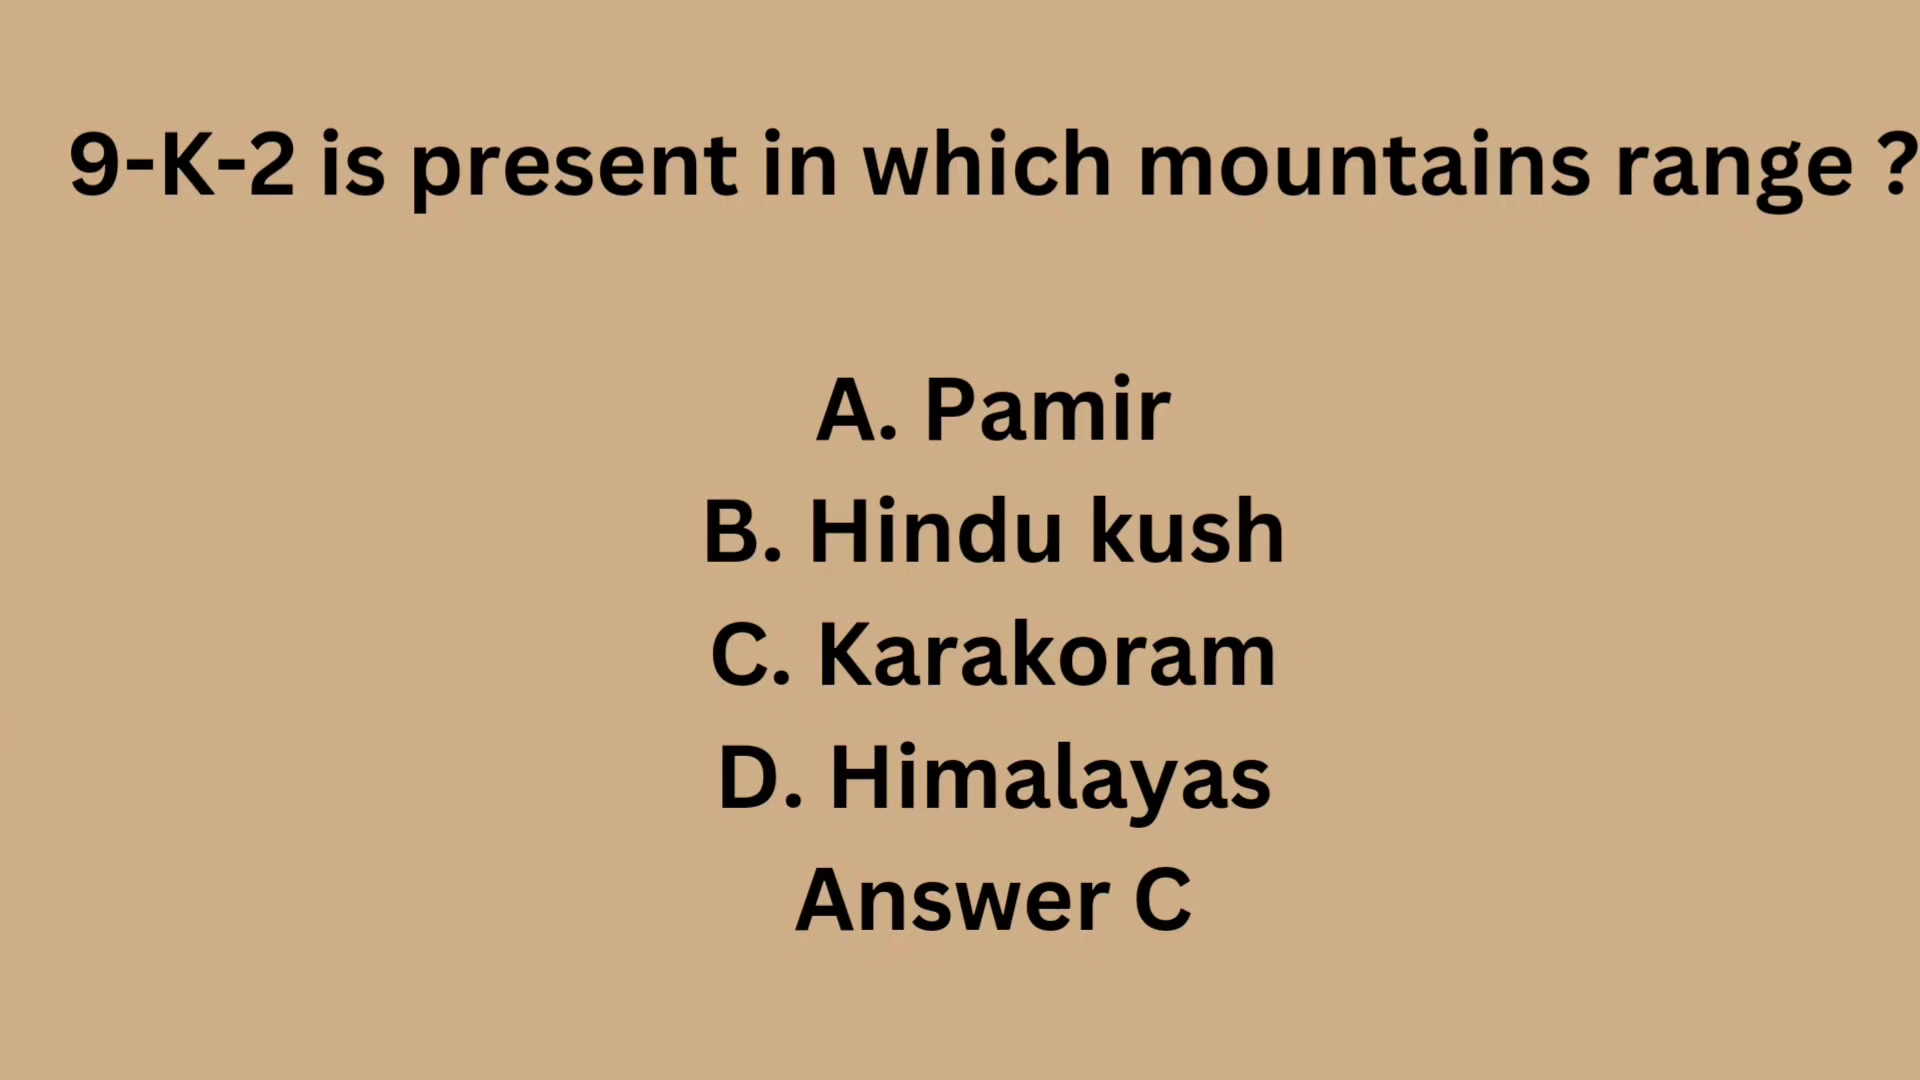 9-K-2 is present in which mountains range ?
A. Pamir
B. Hindu kush
C. Karakoram
D. Himalayas
Answer C